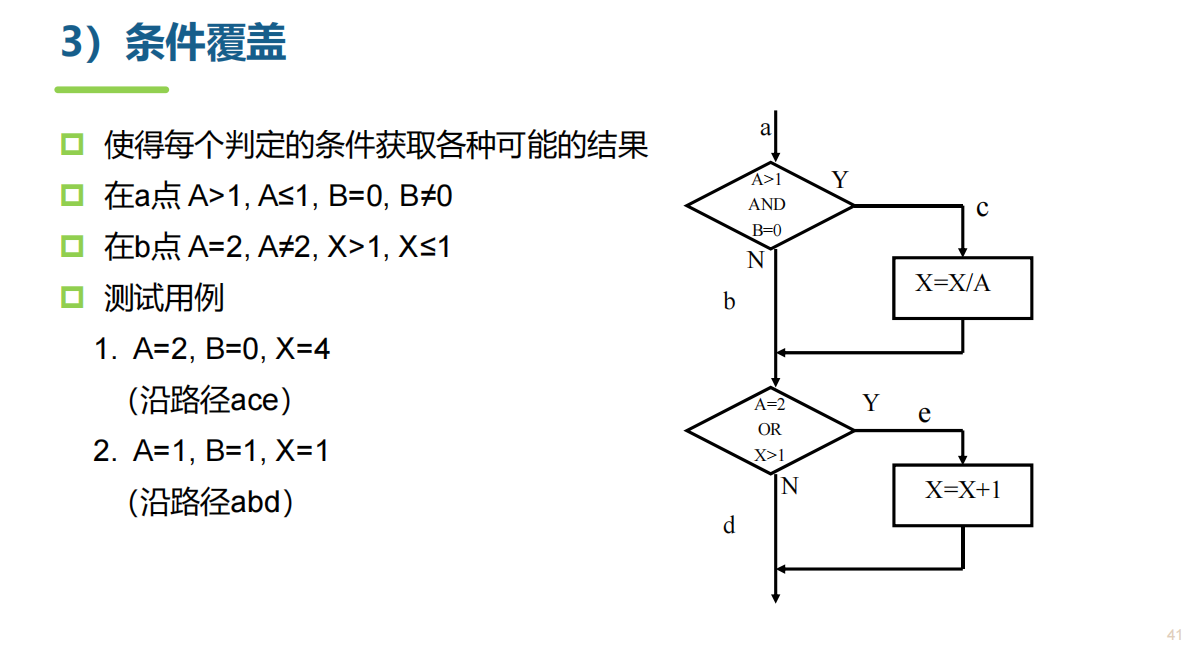 3）条件覆盖
使得每个判定的条件获取各种可能的结果
在a点 A>1, A≤1, B=0, B≠0
在b点 A=2, A≠2, X>1, X≤1
测试用例
1. A=2, B=0, X=4
（沿路径ace）
2. A=1, B=1, X=1
（沿路径abd）
a
A>1
AND
B=0
Y
c
N
X=X/A
b
A=2
OR
X>1
Y
e
N
X=X+1
d
41